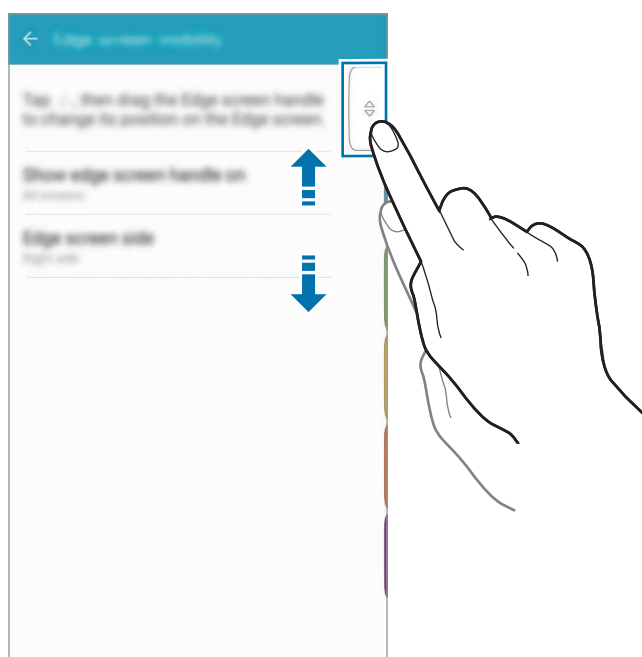 Edge screen visibility
Tap , then drag the Edge screen handle
to change its position on the Edge screen.
Show edge screen handle on
All screens
Edge screen side
Right side